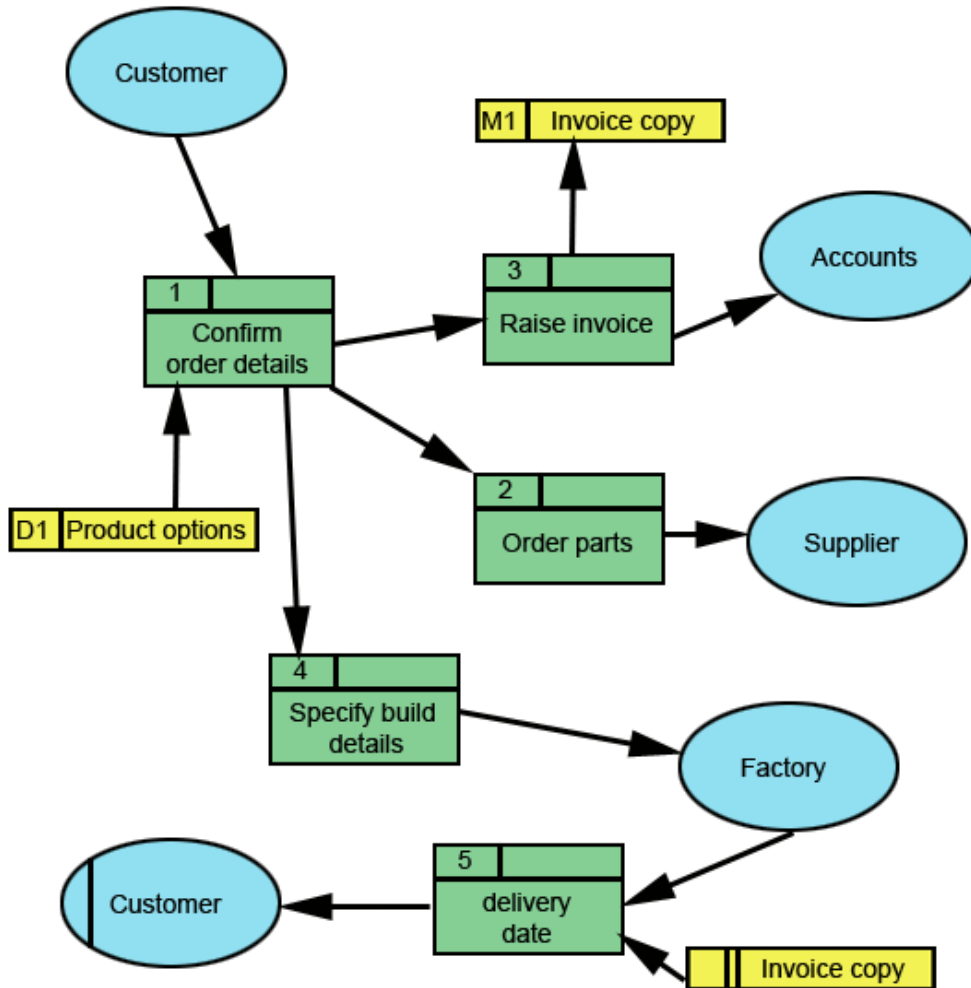 Customer
M1 Invoice copy
Accounts
3
Raise invoice
1
Confirm
order details
2
Order parts
D1 Product options
Supplier
4
Specify build
details
Factory
5
delivery
date
Customer
Invoice copy